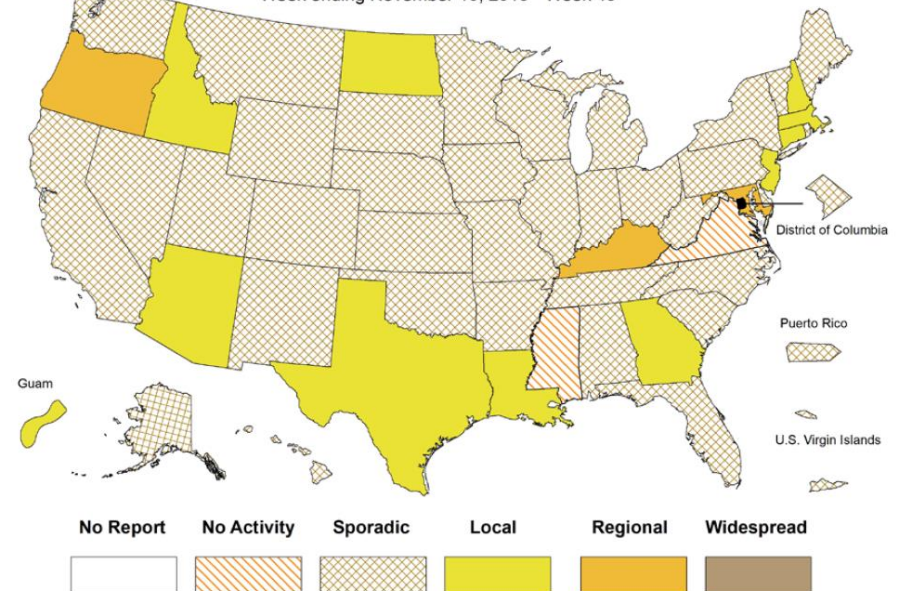 District of Columbia
Puerto Rico
Guam
U.S. Virgin Islands
No Report
No Activity
Sporadic
Local
Regional
Widespread